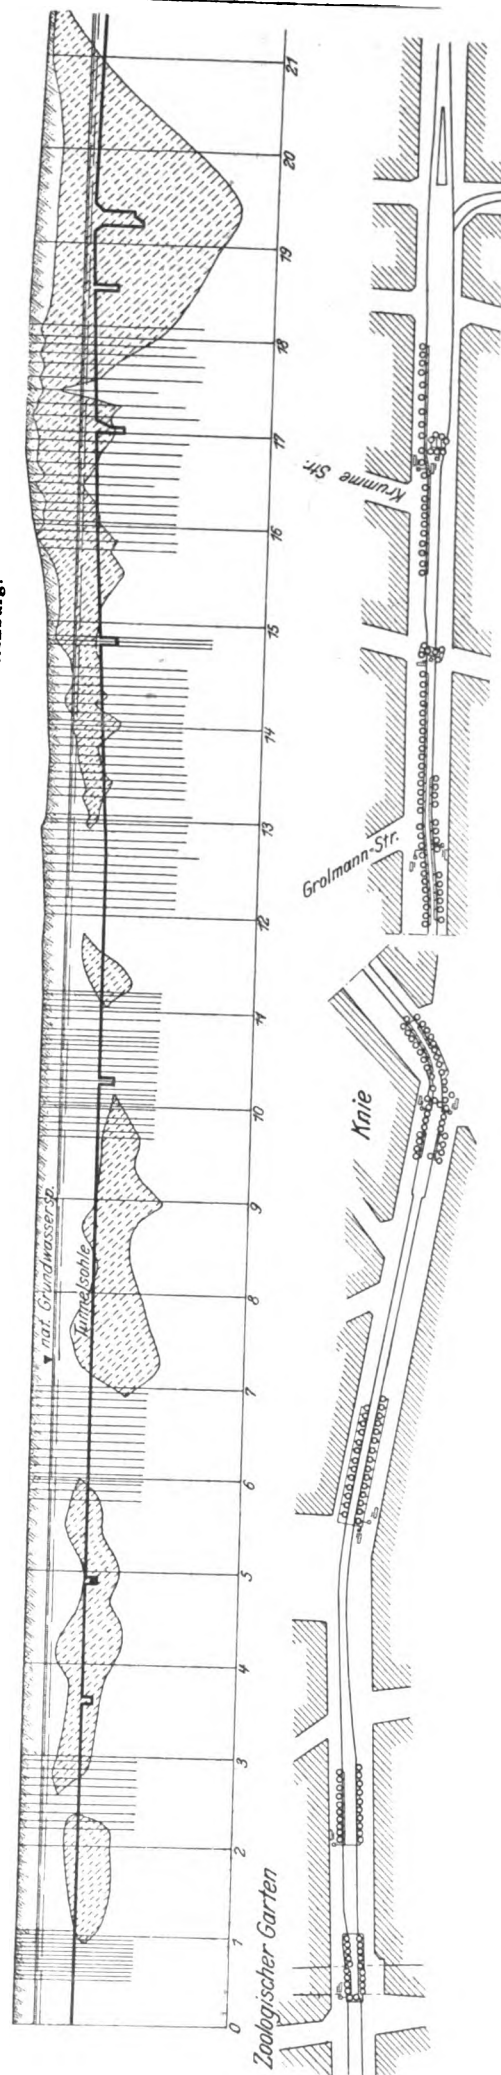 nat. Grundwassersp.
Tunnelsohle
0 1 2 3 4 5 6 7 8 9 10 11 12 13 14 15 16 17 18 19 20 21
Zoologischer Garten
Knie
Grolmann-Str.
Krumme
Str.